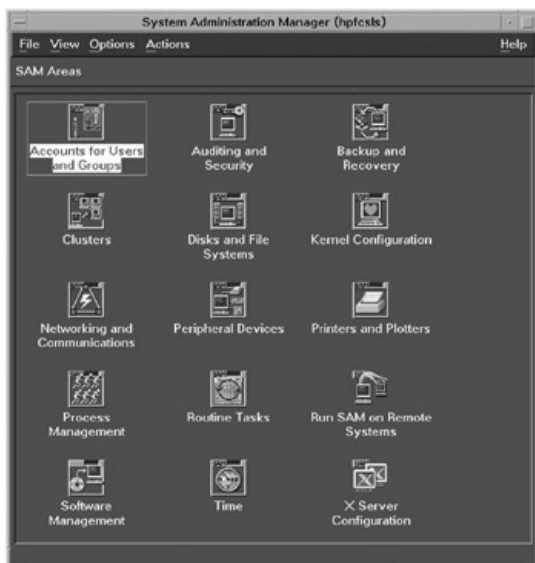 System Administration Manager (hpfcsls)
File View Options Actions Help
SAM Areas
Accounts for Users and Groups
Auditing and Security
Backup and Recovery
Clusters
Disks and File Systems
Kernel Configuration
Networking and Communications
Peripheral Devices
Printers and Plotters
Process Management
Routine Tasks
Run SAM on Remote Systems
Software Management
Time
X Server Configuration